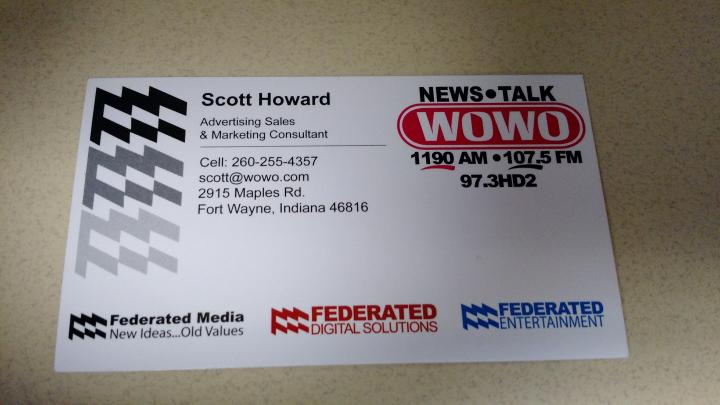 Scott Howard
Advertising Sales
& Marketing Consultant
Cell: 260-255-4357
scott@wowo.com
2915 Maples Rd.
Fort Wayne, Indiana 46816
NEWS•TALK
WOWO
1190 AM •107.5 FM
97.3HD2
Federated Media
New Ideas...Old Values
FEDERATED
DIGITAL SOLUTIONS
FEDERATED
ENTERTAINMENT